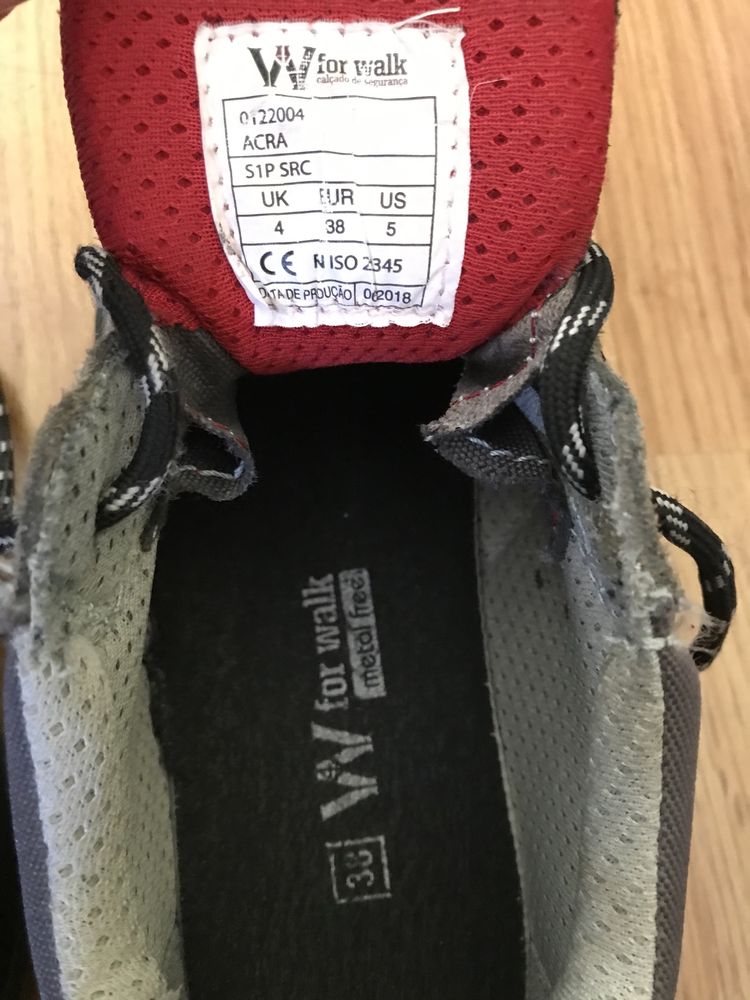 W for walk
calçado de segurança
0122004
ACRA
S1P SRC
UK EUR US
4 38 5
CE N ISO 2345
DATA DE PRODUÇÃO 06 2018
W for walk
metal free
38